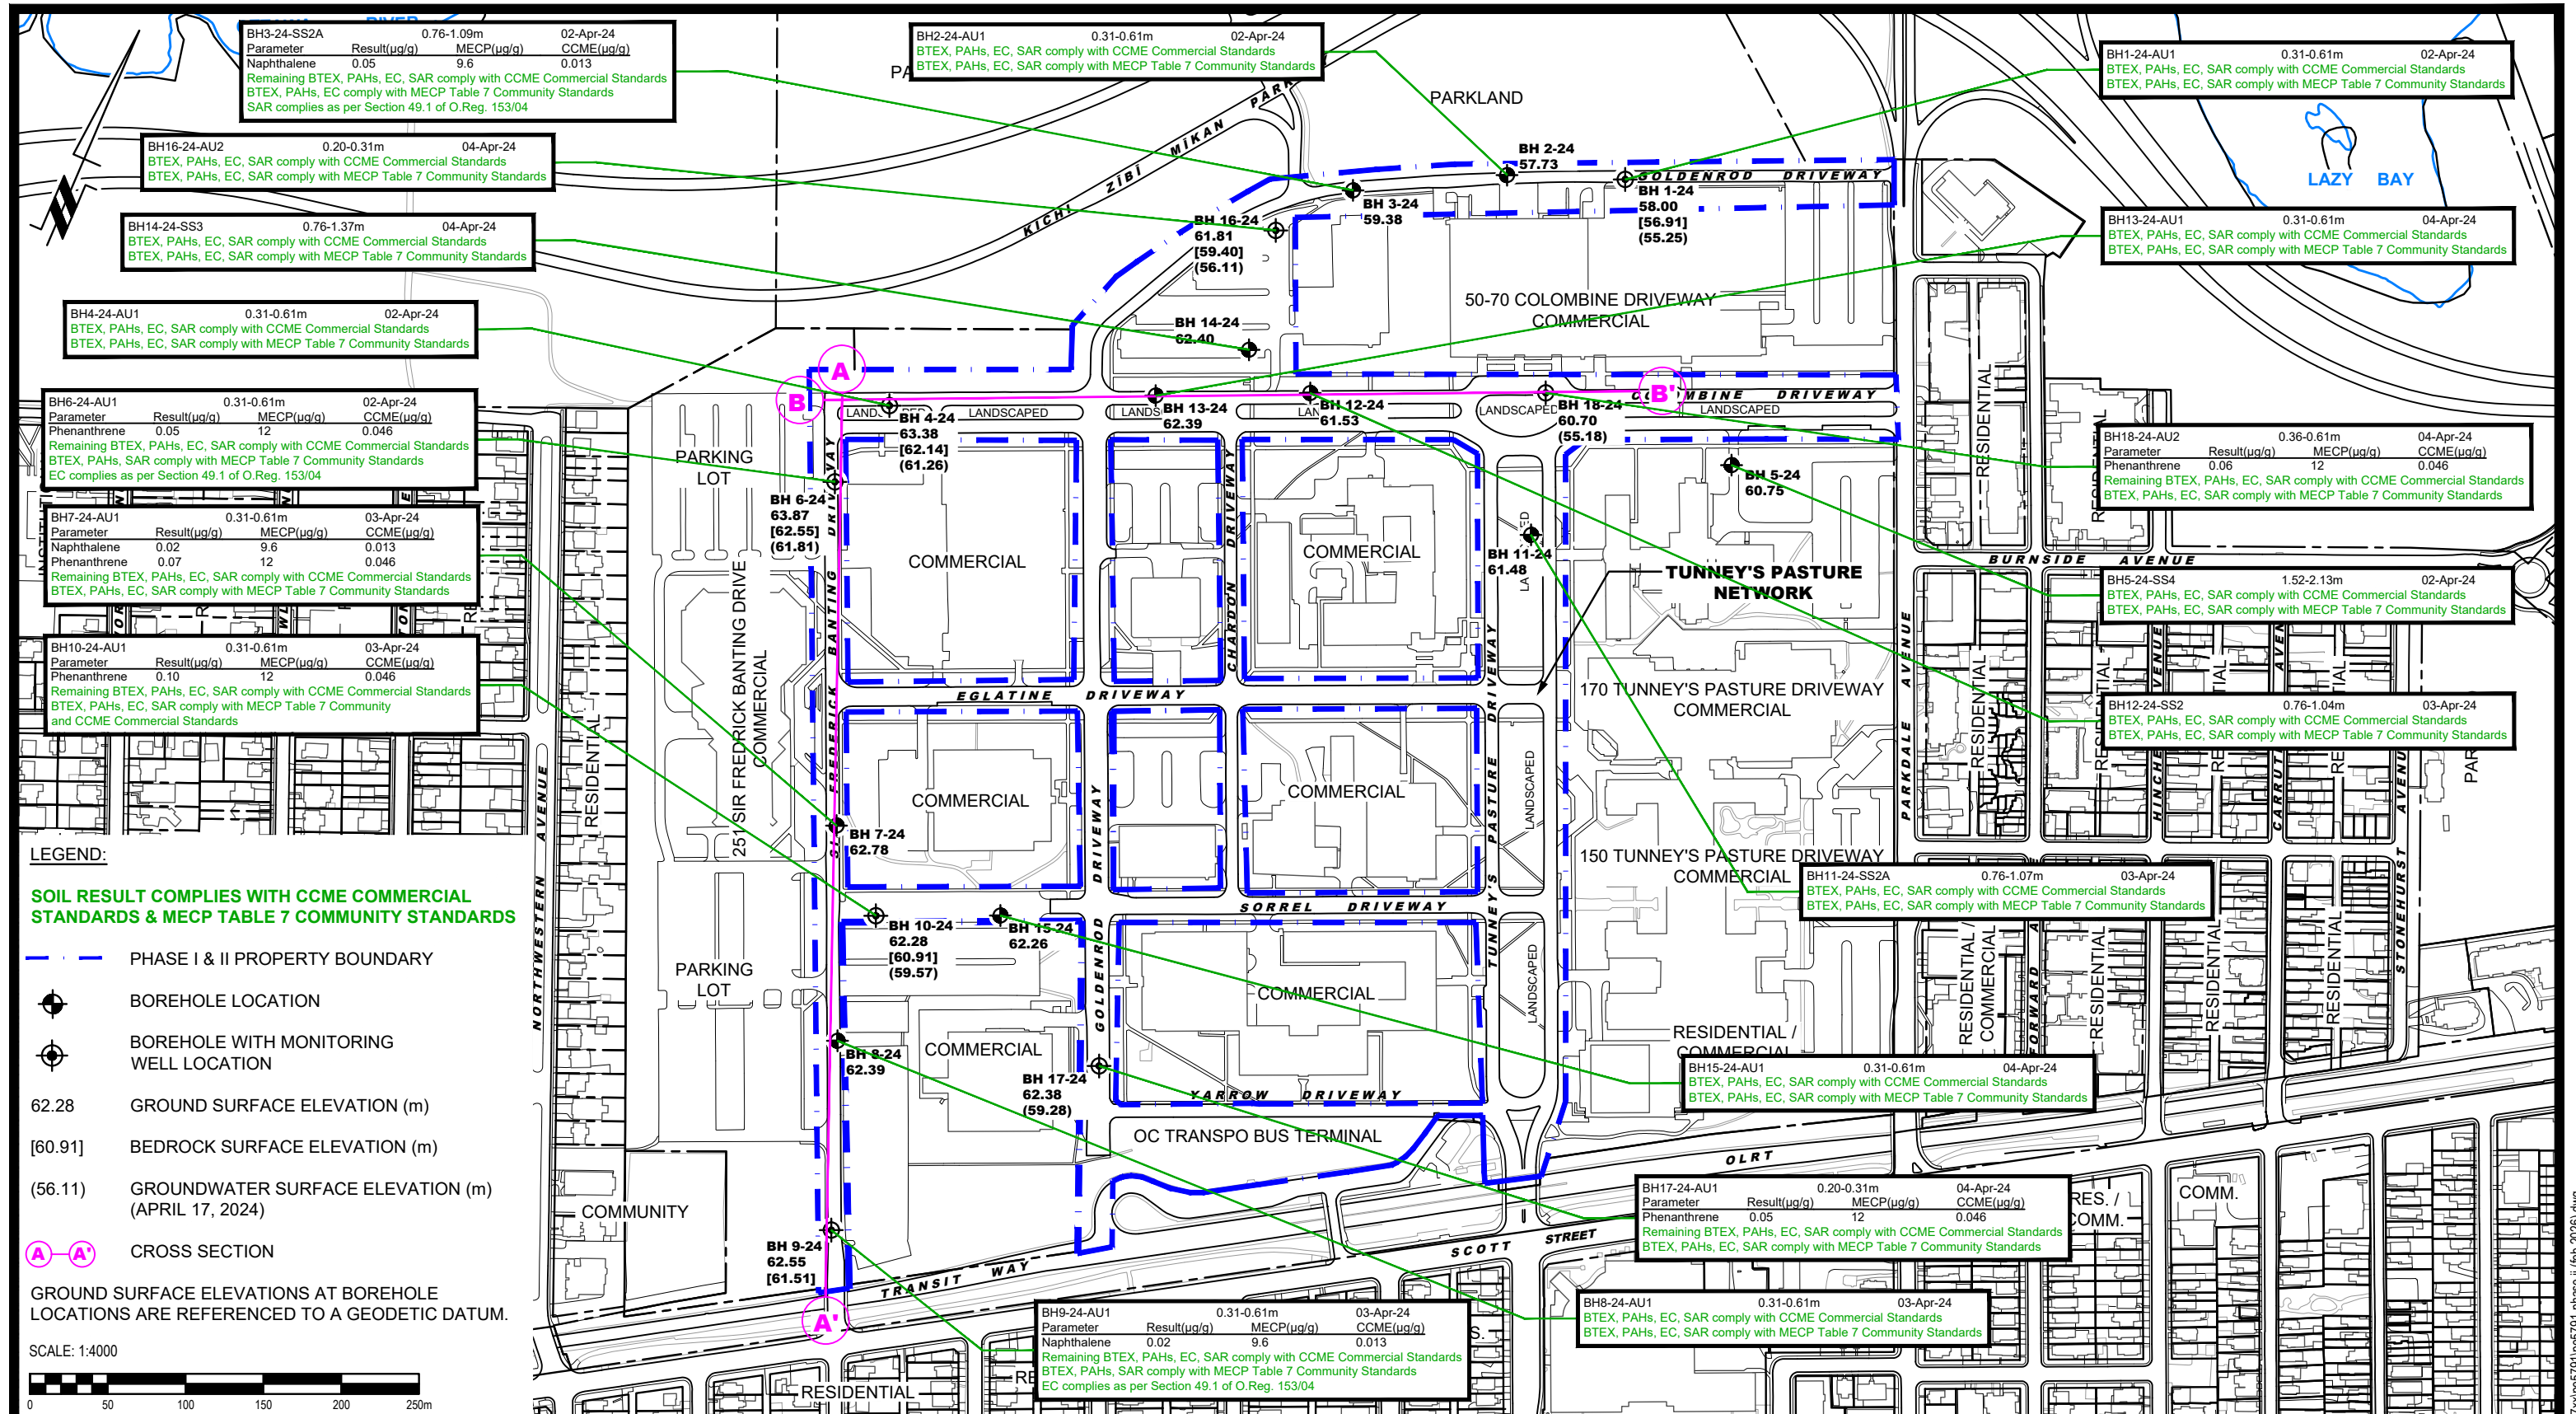 BH3-24-SS2A 0.76-1.09m 02-Apr-24
Parameter Result(µg/g) MECP(µg/g) CCME(µg/g)
Naphthalene 0.05 9.6 0.013
Remaining BTEX, PAHs, EC, SAR comply with CCME Commercial Standards
BTEX, PAHs, EC comply with MECP Table 7 Community Standards
SAR complies as per Section 49.1 of O.Reg. 153/04
BH2-24-AU1 0.31-0.61m 02-Apr-24
BTEX, PAHs, EC, SAR comply with CCME Commercial Standards
BTEX, PAHs, EC, SAR comply with MECP Table 7 Community Standards
BH1-24-AU1 0.31-0.61m 02-Apr-24
BTEX, PAHs, EC, SAR comply with CCME Commercial Standards
BTEX, PAHs, EC, SAR comply with MECP Table 7 Community Standards
BH16-24-AU2 0.20-0.31m 04-Apr-24
BTEX, PAHs, EC, SAR comply with CCME Commercial Standards
BTEX, PAHs, EC, SAR comply with MECP Table 7 Community Standards
BH14-24-SS3 0.76-1.37m 04-Apr-24
BTEX, PAHs, EC, SAR comply with CCME Commercial Standards
BTEX, PAHs, EC, SAR comply with MECP Table 7 Community Standards
BH13-24-AU1 0.31-0.61m 04-Apr-24
BTEX, PAHs, EC, SAR comply with CCME Commercial Standards
BTEX, PAHs, EC, SAR comply with MECP Table 7 Community Standards
BH4-24-AU1 0.31-0.61m 02-Apr-24
BTEX, PAHs, EC, SAR comply with CCME Commercial Standards
BTEX, PAHs, EC, SAR comply with MECP Table 7 Community Standards
BH6-24-AU1 0.31-0.61m 02-Apr-24
Parameter Result(µg/g) MECP(µg/g) CCME(µg/g)
Phenanthrene 0.05 12 0.046
Remaining BTEX, PAHs, EC, SAR comply with CCME Commercial Standards
BTEX, PAHs, SAR comply with MECP Table 7 Community Standards
EC complies as per Section 49.1 of O.Reg. 153/04
BH7-24-AU1 0.31-0.61m 03-Apr-24
Parameter Result(µg/g) MECP(µg/g) CCME(µg/g)
Naphthalene 0.02 9.6 0.013
Phenanthrene 0.07 12 0.046
Remaining BTEX, PAHs, EC, SAR comply with CCME Commercial Standards
BTEX, PAHs, EC, SAR comply with MECP Table 7 Community Standards
BH10-24-AU1 0.31-0.61m 03-Apr-24
Parameter Result(µg/g) MECP(µg/g) CCME(µg/g)
Phenanthrene 0.10 12 0.046
Remaining BTEX, PAHs, EC, SAR comply with CCME Commercial Standards
BTEX, PAHs, EC, SAR comply with MECP Table 7 Community
and CCME Commercial Standards
BH18-24-AU2 0.36-0.61m 04-Apr-24
Parameter Result(µg/g) MECP(µg/g) CCME(µg/g)
Phenanthrene 0.06 12 0.046
Remaining BTEX, PAHs, EC, SAR comply with CCME Commercial Standards
BTEX, PAHs, EC, SAR comply with MECP Table 7 Community Standards
BH5-24-SS4 1.52-2.13m 02-Apr-24
BTEX, PAHs, EC, SAR comply with CCME Commercial Standards
BTEX, PAHs, EC, SAR comply with MECP Table 7 Community Standards
BH12-24-SS2 0.76-1.04m 03-Apr-24
BTEX, PAHs, EC, SAR comply with CCME Commercial Standards
BTEX, PAHs, EC, SAR comply with MECP Table 7 Community Standards
BH11-24-SS2A 0.76-1.07m 03-Apr-24
BTEX, PAHs, EC, SAR comply with CCME Commercial Standards
BTEX, PAHs, EC, SAR comply with MECP Table 7 Community Standards
BH15-24-AU1 0.31-0.61m 04-Apr-24
BTEX, PAHs, EC, SAR comply with CCME Commercial Standards
BTEX, PAHs, EC, SAR comply with MECP Table 7 Community Standards
BH17-24-AU1 0.20-0.31m 04-Apr-24
Parameter Result(µg/g) MECP(µg/g) CCME(µg/g)
Phenanthrene 0.05 12 0.046
Remaining BTEX, PAHs, EC, SAR comply with CCME Commercial Standards
BTEX, PAHs, EC, SAR comply with MECP Table 7 Community Standards
BH8-24-AU1 0.31-0.61m 03-Apr-24
BTEX, PAHs, EC, SAR comply with CCME Commercial Standards
BTEX, PAHs, EC, SAR comply with MECP Table 7 Community Standards
BH9-24-AU1 0.31-0.61m 03-Apr-24
Parameter Result(µg/g) MECP(µg/g) CCME(µg/g)
Naphthalene 0.02 9.6 0.013
Remaining BTEX, PAHs, EC, SAR comply with CCME Commercial Standards
BTEX, PAHs, SAR comply with MECP Table 7 Community Standards
EC complies as per Section 49.1 of O.Reg. 153/04
RIVER
PARKLAND
LAZY BAY
KICHI ZĪBĪ MĪKAN
BH 2-24
57.73
GOLDENROD DRIVEWAY
BH 1-24
58.00
[56.91]
(55.25)
BH 3-24
59.38
BH 16-24
61.81
[59.40]
(56.11)
BH 14-24
62.40
50-70 COLOMBINE DRIVEWAY
COMMERCIAL
A
B
B'
COLOMBINE DRIVEWAY
LANDSCAPED
LANDSCAPED
LANDSCAPED
BH 4-24
63.38
[62.14]
(61.26)
BH 13-24
62.39
BH 12-24
61.53
BH 18-24
60.70
(55.18)
BH 5-24
60.75
BH 6-24
63.87
[62.55]
(61.81)
BH 11-24
61.48
PARKING
LOT
COMMERCIAL
COMMERCIAL
TUNNEY'S PASTURE
NETWORK
CHARDON DRIVEWAY
SIR FREDERICK BANTING DRIVEWAY
251 SIR FREDRICK BANTING DRIVE
COMMERCIAL
EGLATINE DRIVEWAY
170 TUNNEY'S PASTURE DRIVEWAY
COMMERCIAL
COMMERCIAL
COMMERCIAL
LANDSCAPED
TUNNEY'S PASTURE DRIVEWAY
BH 7-24
62.78
150 TUNNEY'S PASTURE DRIVEWAY
COMMERCIAL
SORREL DRIVEWAY
BH 10-24
62.28
[60.91]
(59.57)
BH 15-24
62.26
PARKING
LOT
GOLDENROD DRIVEWAY
COMMERCIAL
LANDSCAPED
COMMERCIAL
BH 8-24
62.39
BH 17-24
62.38
(59.28)
RESIDENTIAL /
COMMERCIAL
YARROW DRIVEWAY
OC TRANSPO BUS TERMINAL
OLRT
COMMUNITY
BH 9-24
62.55
[61.51]
A'
TRANSIT WAY
SCOTT STREET
RESIDENTIAL
RES. /
COMM.
COMM.
NORTHWESTERN AVENUE
RESIDENTIAL
BURNSIDE AVENUE
PARKDALE AVENUE
RESIDENTIAL
RESIDENTIAL
RESIDENTIAL /
COMMERCIAL
RESIDENTIAL
RESIDENTIAL
RESIDENTIAL
STONEHURST AVENUE
LEGEND:
SOIL RESULT COMPLIES WITH CCME COMMERCIAL
STANDARDS & MECP TABLE 7 COMMUNITY STANDARDS
PHASE I & II PROPERTY BOUNDARY
BOREHOLE LOCATION
BOREHOLE WITH MONITORING
WELL LOCATION
62.28 GROUND SURFACE ELEVATION (m)
[60.91] BEDROCK SURFACE ELEVATION (m)
(56.11) GROUNDWATER SURFACE ELEVATION (m)
(APRIL 17, 2024)
A A' CROSS SECTION
GROUND SURFACE ELEVATIONS AT BOREHOLE
LOCATIONS ARE REFERENCED TO A GEODETIC DATUM.
SCALE: 1:4000
0 50 100 150 200 250m